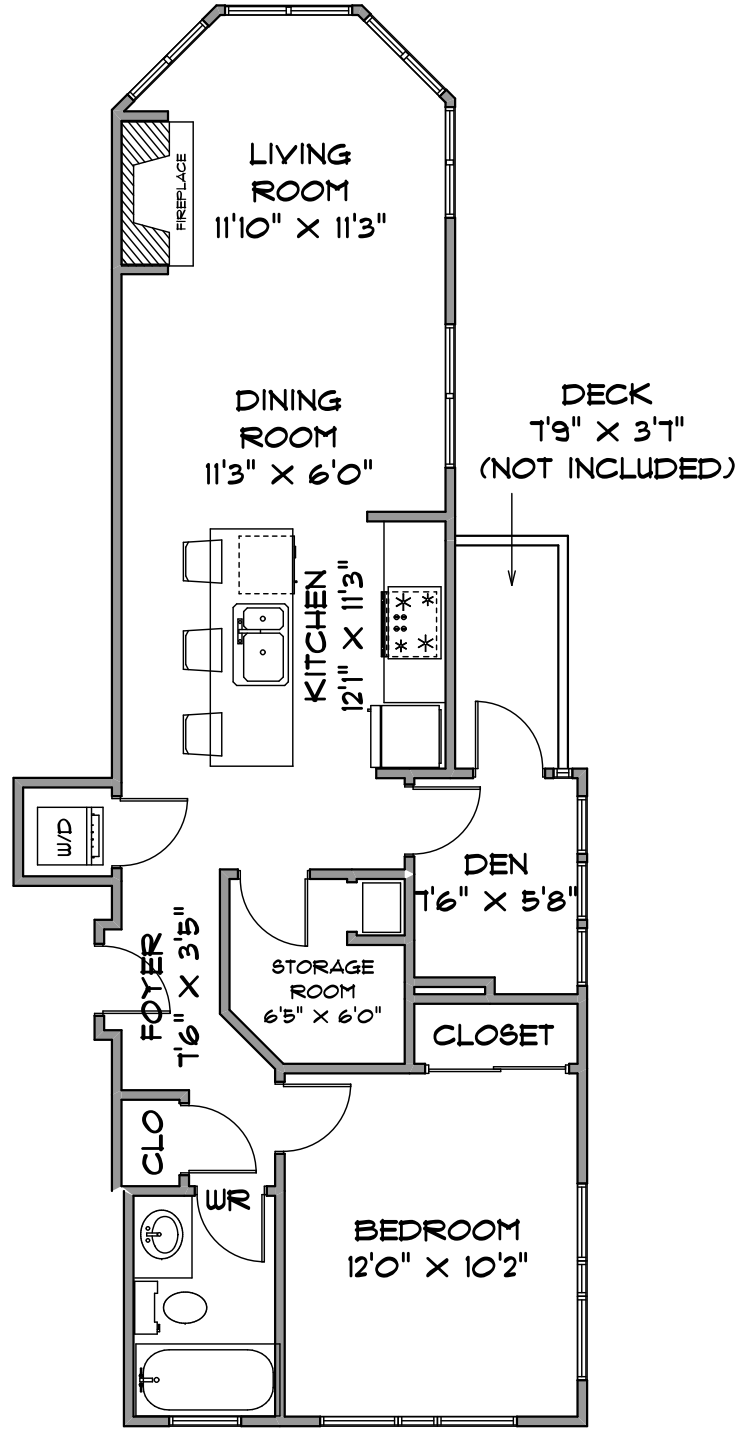 LIVING
ROOM
11'10" X 11'3"
FIREPLACE
DINING
ROOM
11'3" X 6'0"
DECK
7'9" X 3'7"
(NOT INCLUDED)
KITCHEN
12'1" X 11'3"
W/D
DEN
7'6" X 5'8"
FOYER
7'6" X 3'5"
STORAGE
ROOM
6'5" X 6'0"
CLOSET
CLO
BEDROOM
12'0" X 10'2"